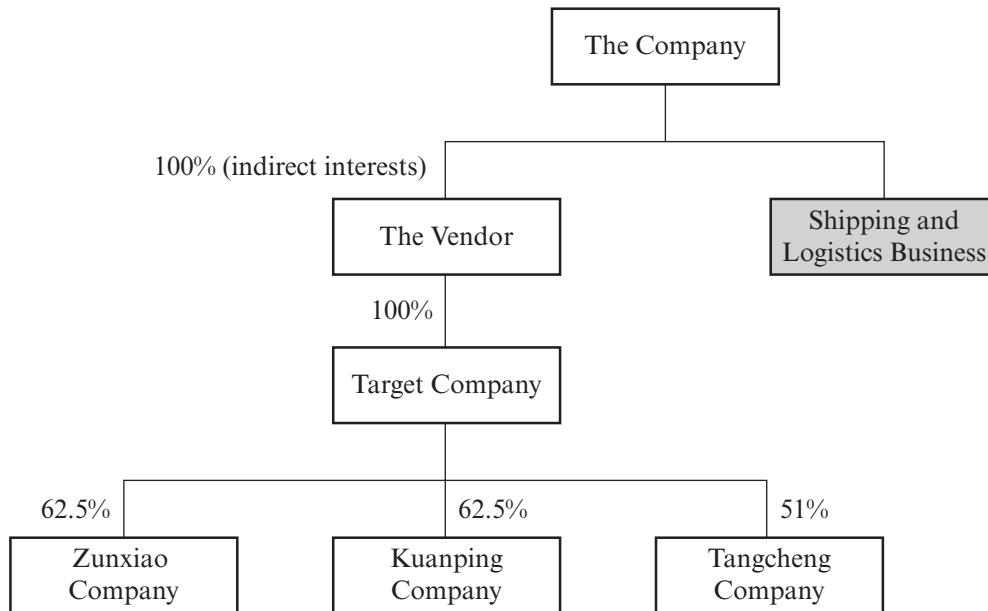 The Company
100% (indirect interests)
The Vendor
Shipping and
Logistics Business
100%
Target Company
62.5%
62.5%
51%
Zunxiao
Company
Kuanping
Company
Tangcheng
Company